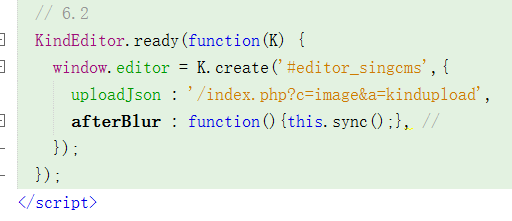 // 6.2
KindEditor.ready(function(K) {
window.editor = K.create('#editor_singcms',{
uploadJson : '/index.php?c=image&a=kindupload',
afterBlur : function(){this.sync();}, //
});
});
</script>